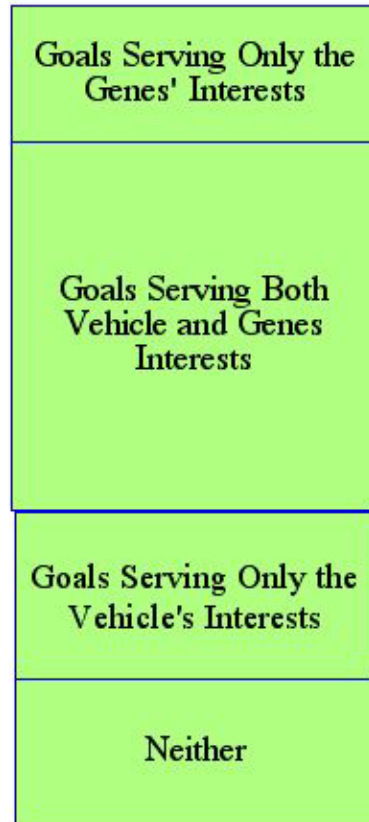 Goals Serving Only the
Genes' Interests
Goals Serving Both
Vehicle and Genes
Interests
Goals Serving Only the
Vehicle's Interests
Neither